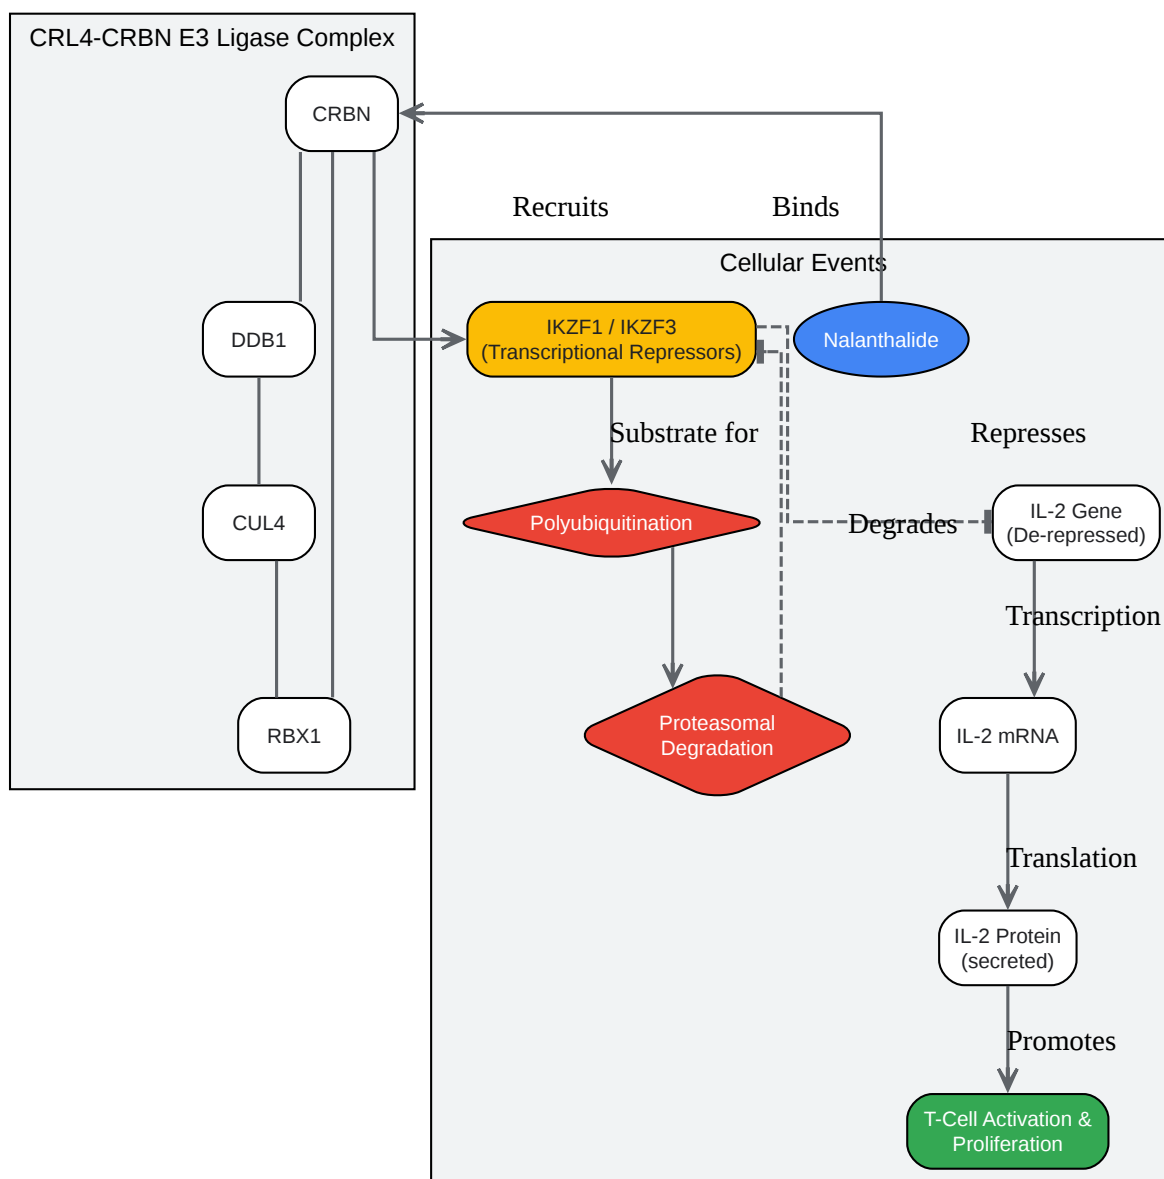 CRL4-CRBN E3 Ligase Complex
CRBN
Recruits
Binds
Cellular Events
DDB1
IKZF1 / IKZF3
(Transcriptional Repressors)
Nalanthalide
Substrate for
Represses
CUL4
Polyubiquitination
Degrades
IL-2 Gene
(De-repressed)
Transcription
RBX1
Proteasomal
Degradation
IL-2 mRNA
Translation
IL-2 Protein
(secreted)
Promotes
T-Cell Activation &
Proliferation